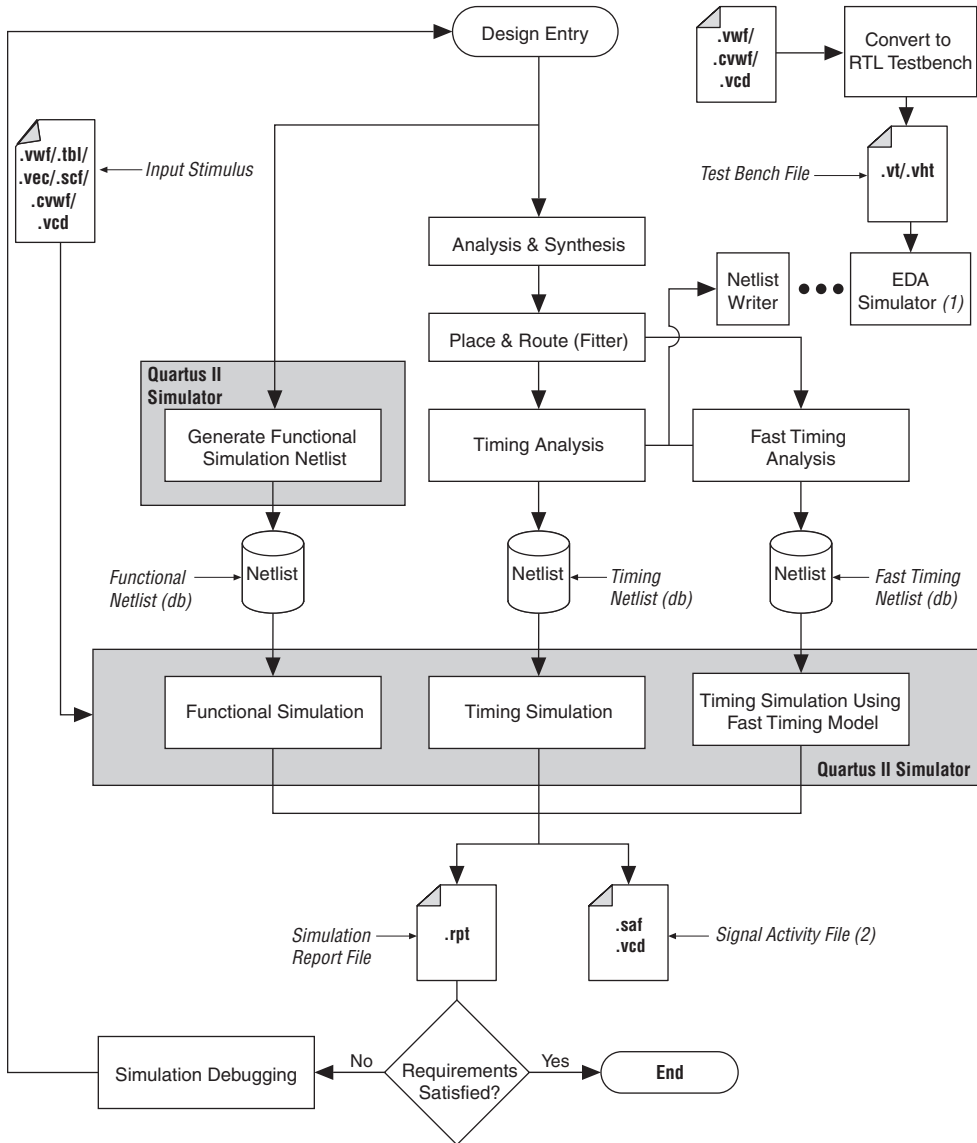 Design Entry
.vwf/
.cvwf/
.vcd
Convert to
RTL Testbench
.vwf/.tbl/
.vec/.scf/
.cvwf/
.vcd
Input Stimulus
Test Bench File
.vt/.vht
Analysis & Synthesis
Netlist
Writer
EDA
Simulator (1)
Place & Route (Fitter)
Quartus II
Simulator
Generate Functional
Simulation Netlist
Timing Analysis
Fast Timing
Analysis
Functional
Netlist (db)
Netlist
Netlist
Timing
Netlist (db)
Netlist
Fast Timing
Netlist (db)
Functional Simulation
Timing Simulation
Timing Simulation Using
Fast Timing Model
Quartus II Simulator
Simulation
Report File
.rpt
.saf
.vcd
Signal Activity File (2)
Simulation Debugging
No
Requirements
Satisfied?
Yes
End